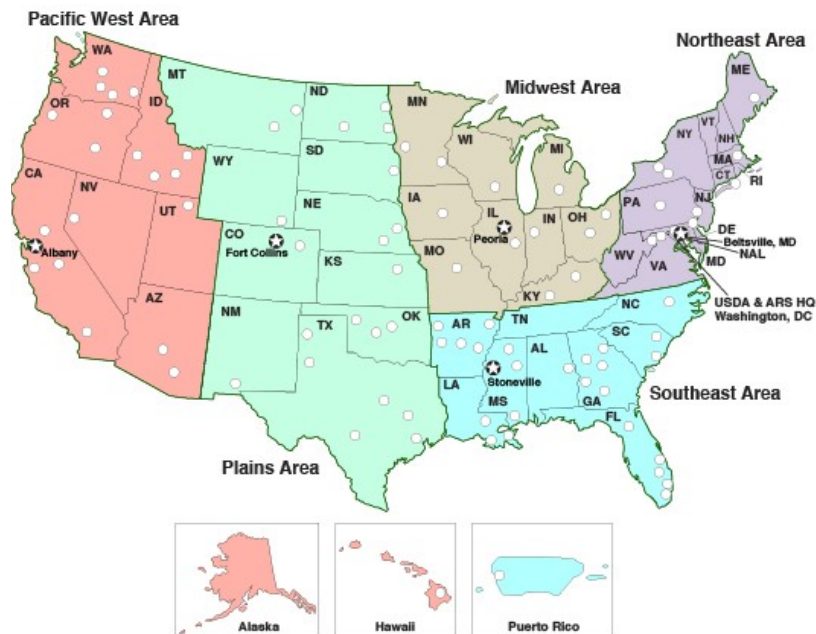 Pacific West Area
Northeast Area
Midwest Area
WA
MT
ND
MN
ME
OR
ID
VT
NY
NH
WI
MI
MA
CT
RI
WY
SD
CA
NV
UT
NE
IA
IL
IN
OH
PA
NJ
CO
Fort Collins
Peoria
DE
Beltsville, MD
NAL
MD
Albany
KS
MO
WV
VA
KY
USDA & ARS HQ
Washington, DC
AZ
NM
TX
OK
AR
TN
NC
SC
AL
Stoneville
LA
MS
GA
FL
Southeast Area
Plains Area
Alaska
Hawaii
Puerto Rico